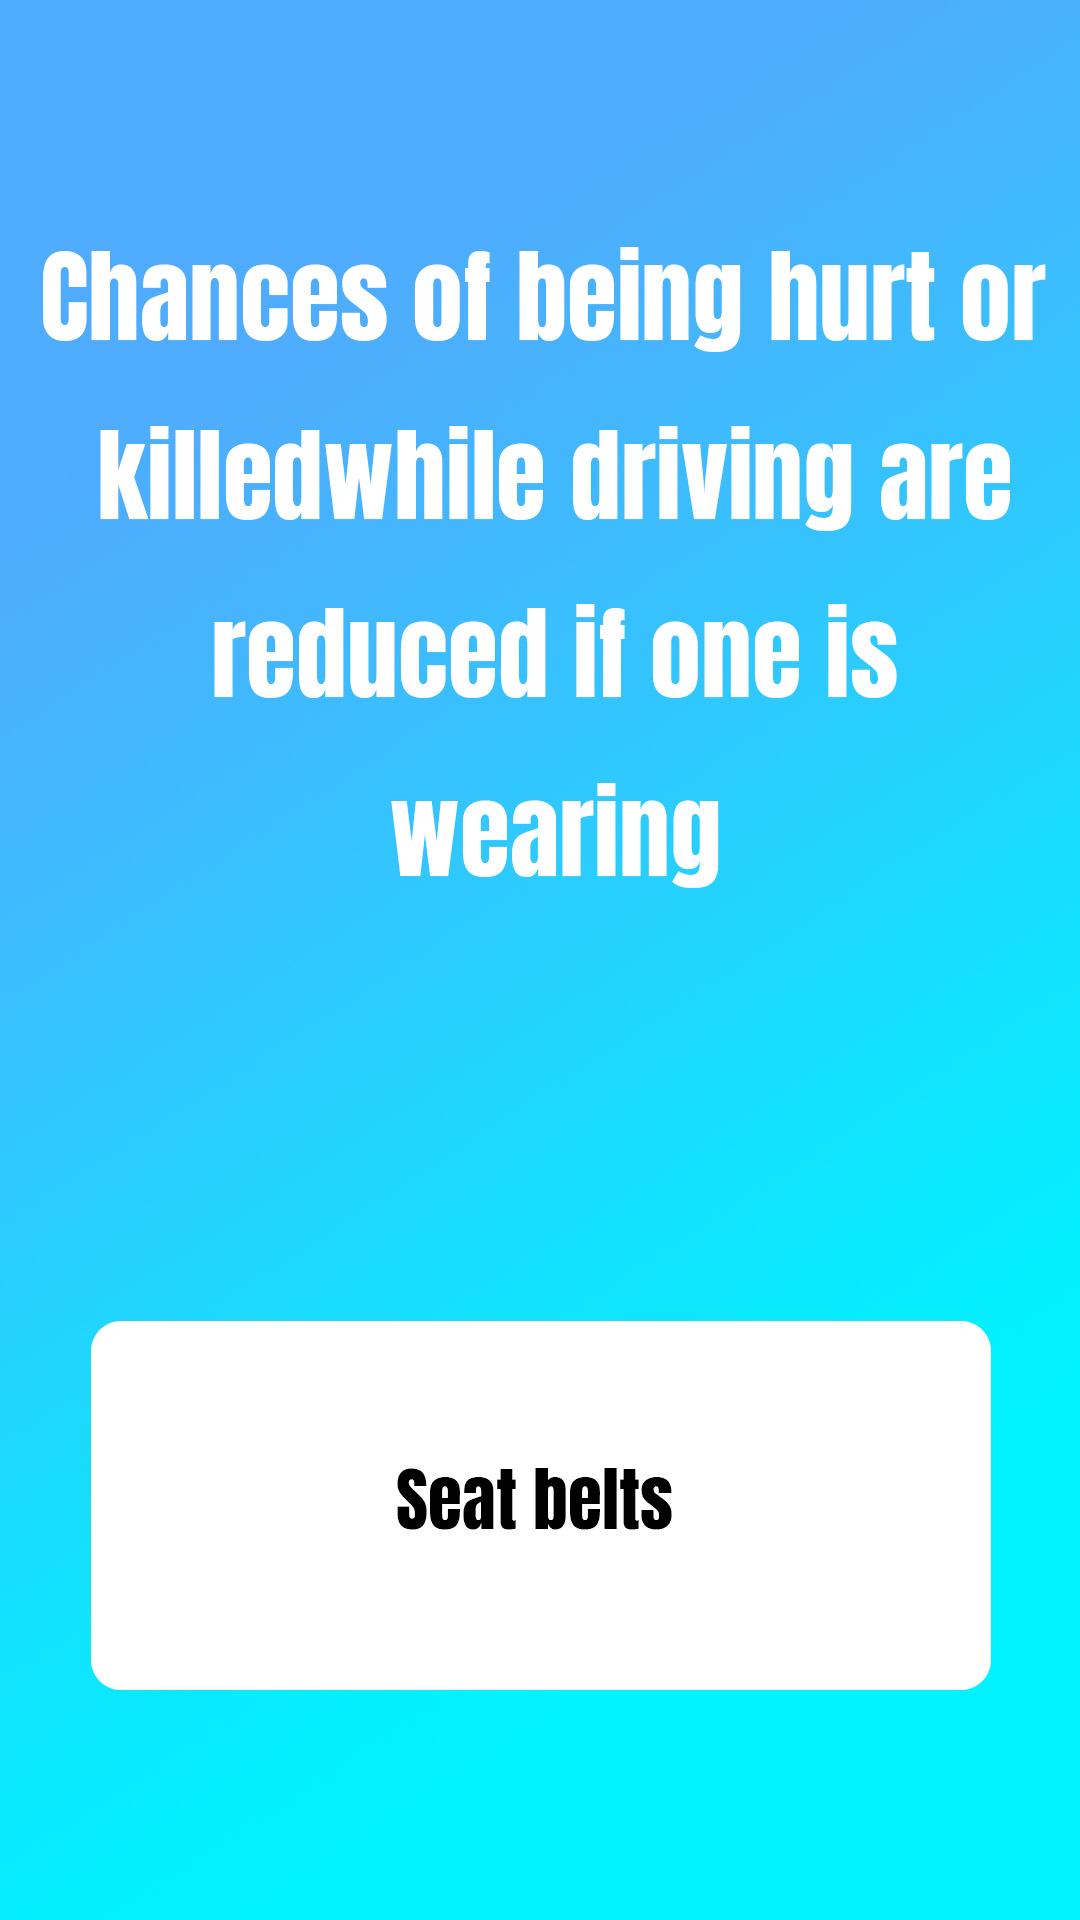 Chances of being hurt or
killedwhile driving are
reduced if one is
wearing
Seat belts